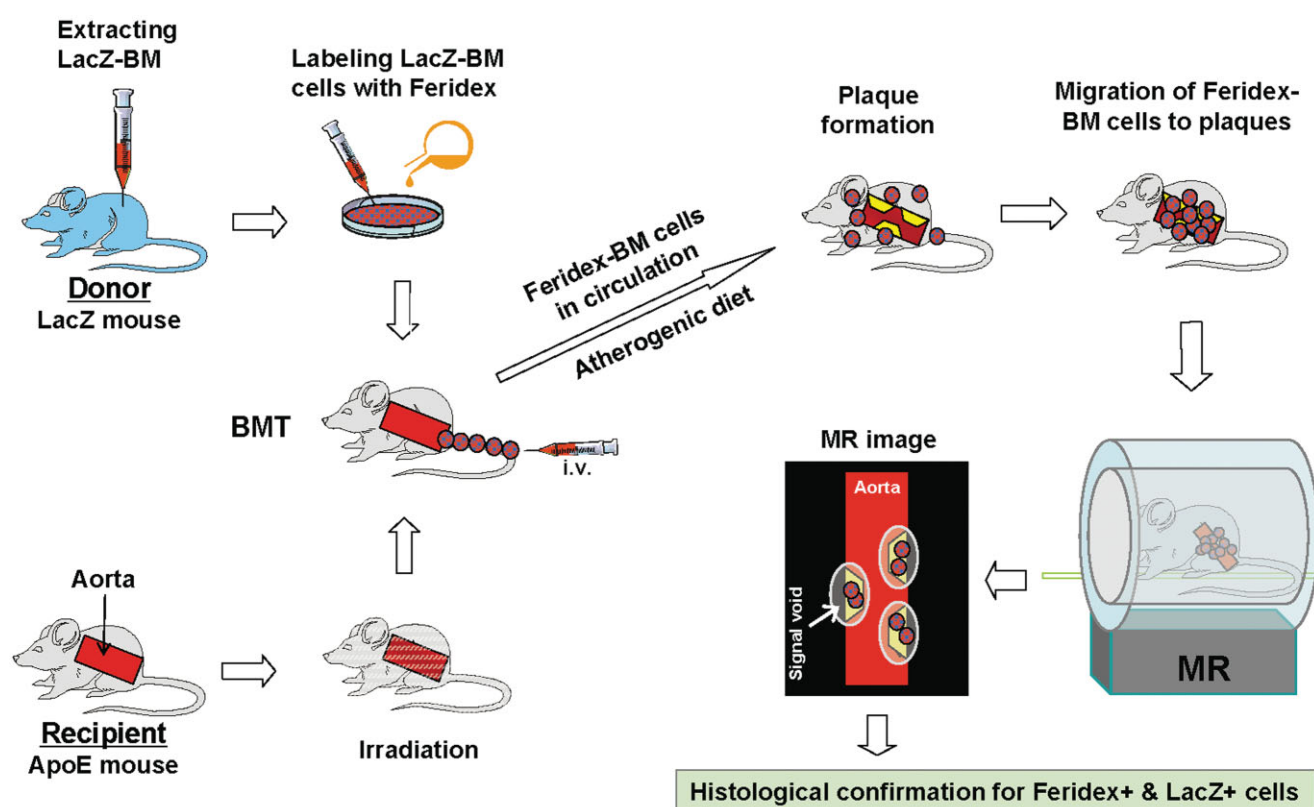 Extracting
LacZ-BM
Labeling LacZ-BM
cells with Feridex
Donor
LacZ mouse
BMT
i.v.
Aorta
Recipient
ApoE mouse
Irradiation
Feridex-BM cells
in circulation
Atherogenic diet
Plaque
formation
Migration of Feridex-
BM cells to plaques
MR
MR image
Aorta
Signal void
Histological confirmation for Feridex+ & LacZ+ cells